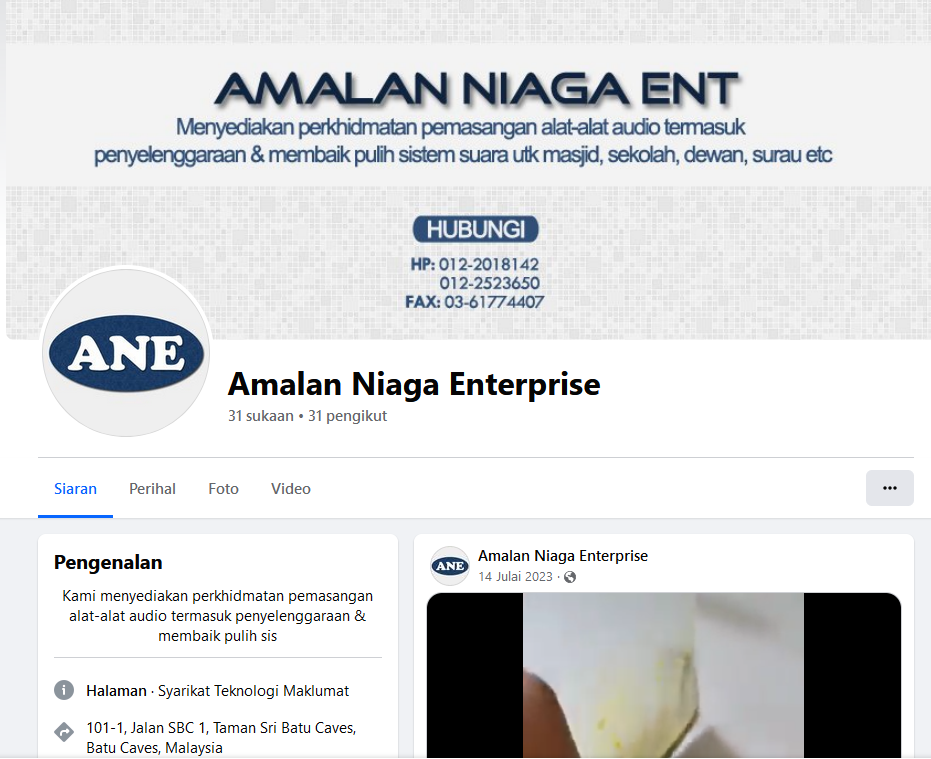 AMALAN NIAGA ENT
Menyediakan perkhidmatan pemasangan alat-alat audio termasuk
penyelenggaraan & membaik pulih sistem suara utk masjid, sekolah, dewan, surau etc
HUBUNGI
HP: 012-2018142
012-2523650
FAX: 03-61774407
ANE
Amalan Niaga Enterprise
31 sukaan • 31 pengikut
Siaran
Perihal
Foto
Video
Pengenalan
Kami menyediakan perkhidmatan pemasangan
alat-alat audio termasuk penyelenggaraan &
membaik pulih sis
Halaman · Syarikat Teknologi Maklumat
101-1, Jalan SBC 1, Taman Sri Batu Caves,
Batu Caves, Malaysia
ANE
Amalan Niaga Enterprise
14 Julai 2023 ·